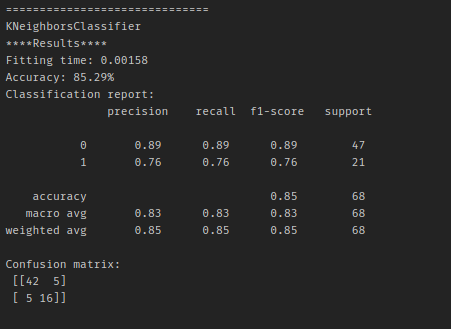 ==============================
KNeighborsClassifier
****Results****
Fitting time: 0.00158
Accuracy: 85.29%
Classification report:
              precision    recall  f1-score   support

           0       0.89      0.89      0.89        47
           1       0.76      0.76      0.76        21

    accuracy                           0.85        68
   macro avg       0.83      0.83      0.83        68
weighted avg       0.85      0.85      0.85        68

Confusion matrix:
 [[42  5]
 [ 5 16]]